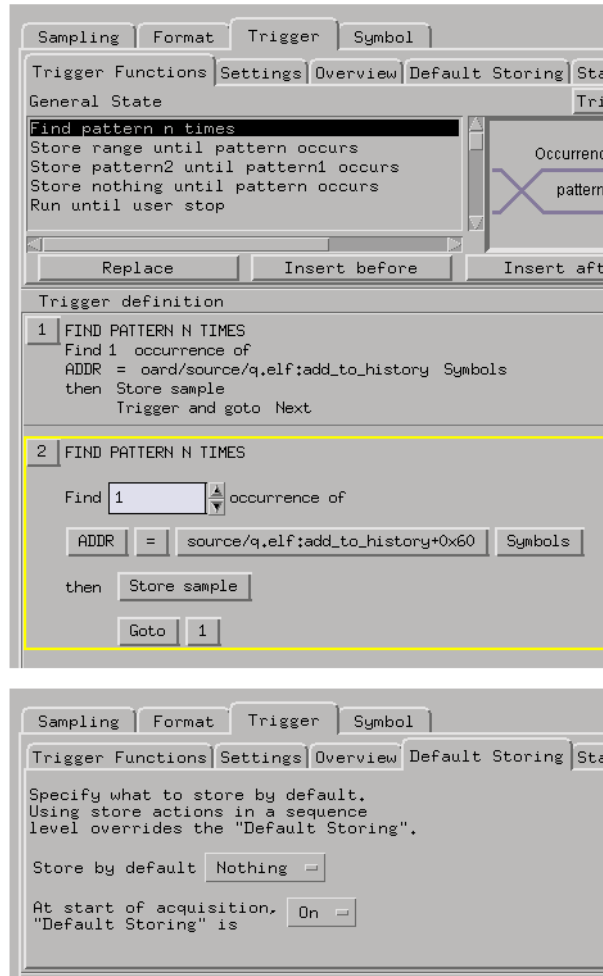 Sampling Format Trigger Symbol
Trigger Functions Settings Overview Default Storing
General State
Find pattern n times
Store range until pattern occurs
Store pattern2 until pattern1 occurs
Store nothing until pattern occurs
Run until user stop
pattern
Replace Insert before Insert
Trigger definition
1 FIND PATTERN N TIMES
Find 1 occurrence of
ADDR = oard/source/q.elf:add_to_history Symbols
then Store sample
Trigger and goto Next
2 FIND PATTERN N TIMES
Find 1 occurrence of
ADDR = source/q.elf:add_to_history+0x60 Symbols
then Store sample
Goto 1
Sampling Format Trigger Symbol
Trigger Functions Settings Overview Default Storing
Specify what to store by default.
Using store actions in a sequence
level overrides the "Default Storing".
Store by default Nothing
At start of acquisition, On
"Default Storing" is